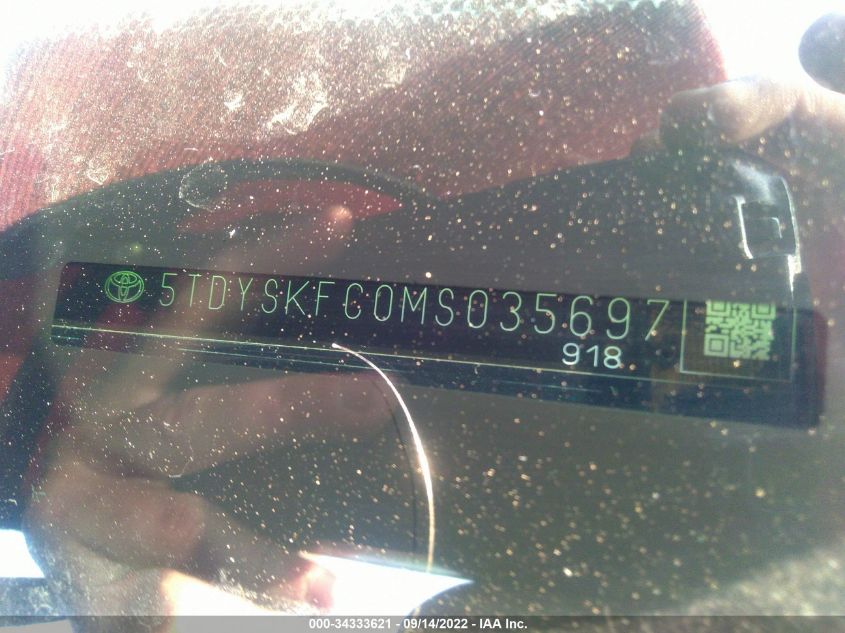 5TDYSKFC0MS035697
918
000-34333621 - 09/14/2022 - IAA Inc.